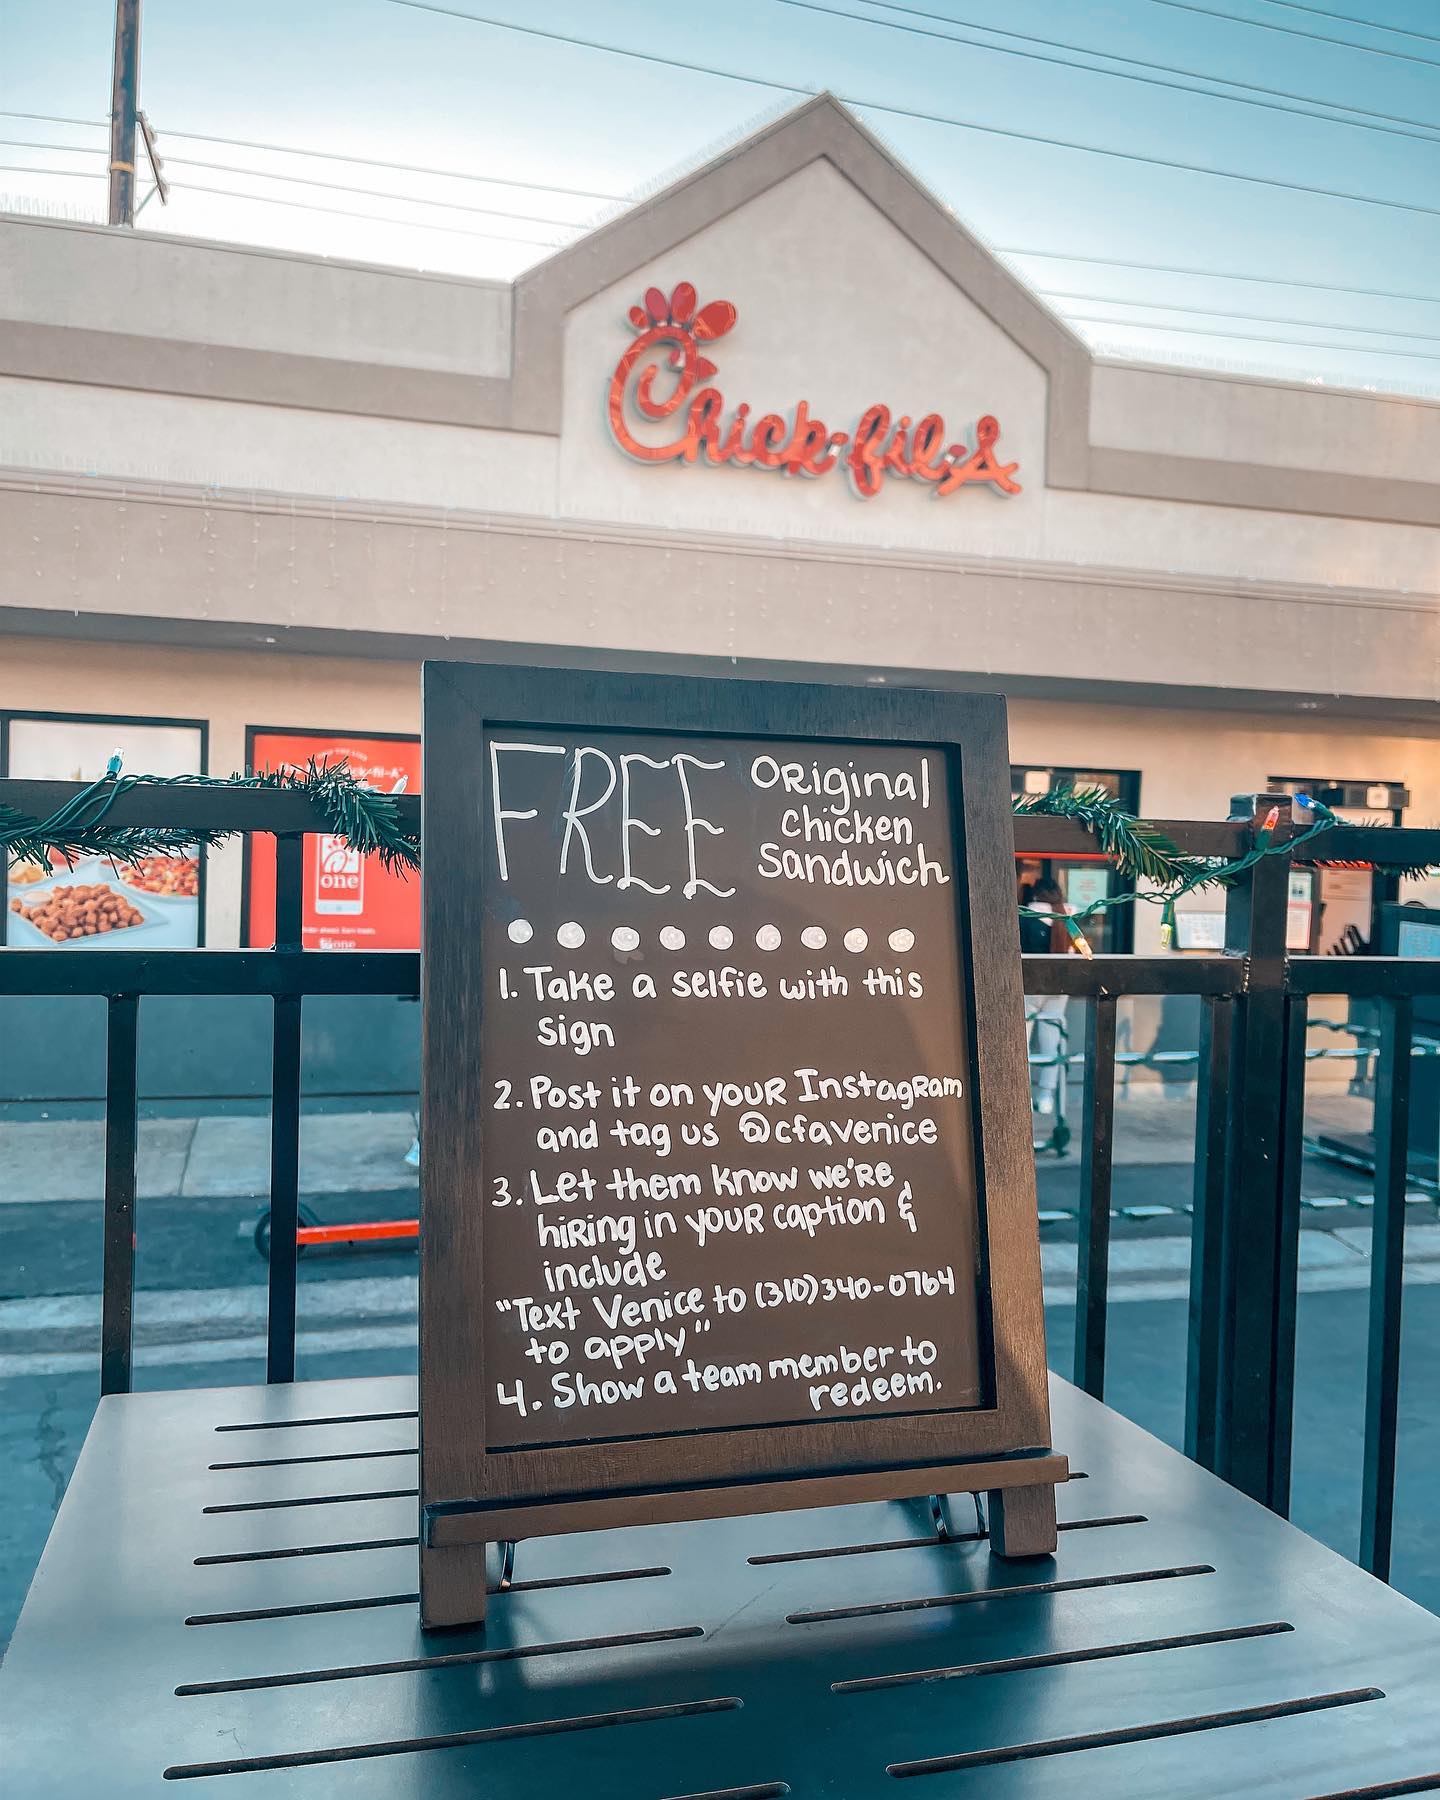 Chick-fil-A
FREE
Original
Chicken
Sandwich
1. Take a selfie with this
sign
2. Post it on your Instagram
and tag us @cfavenice
3. Let them know we're
hiring in your caption &
include
"Text Venice to (310)340-0764
to apply"
4. Show a team member to
redeem.
one
one